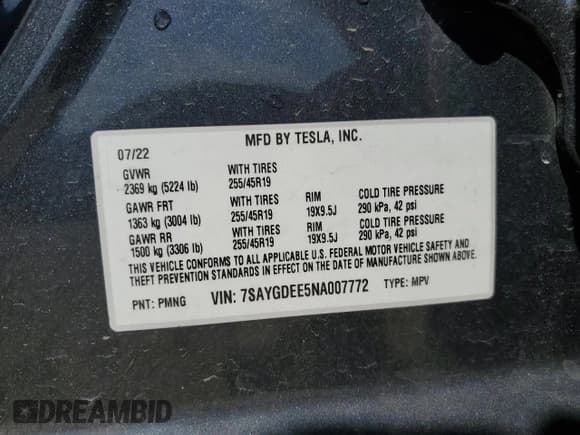 MFD BY TESLA, INC.
07/22
GVWR WITH TIRES
2369 kg (5224 lb) 255/45R19
GAWR FRT WITH TIRES RIM COLD TIRE PRESSURE
1363 kg (3004 lb) 255/45R19 19X9.5J 290 kPa, 42 psi
GAWR RR WITH TIRES RIM COLD TIRE PRESSURE
1500 kg (3306 lb) 255/45R19 19X9.5J 290 kPa, 42 psi
THIS VEHICLE CONFORMS TO ALL APPLICABLE U.S. FEDERAL MOTOR VEHICLE SAFETY AND
THEFT PREVENTION STANDARDS IN EFFECT ON THE DATE OF MANUFACTURE SHOWN ABOVE.
PNT: PMNG VIN: 7SAYGDEE5NA007772 TYPE: MPV
DREAMBID